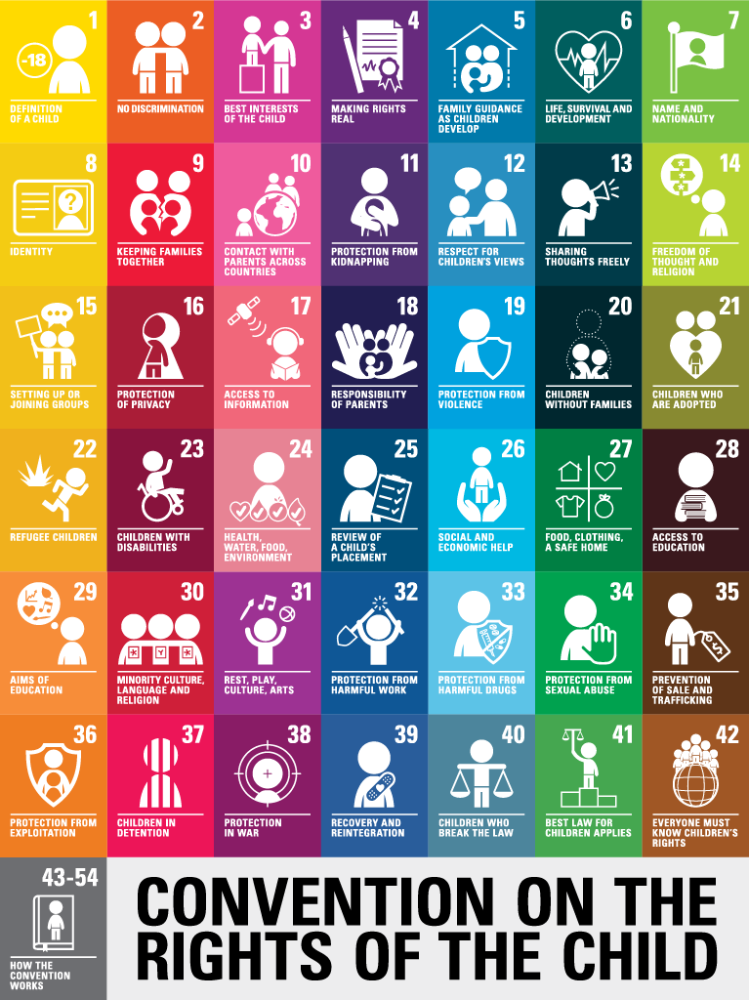 1
-18
DEFINITION
OF A CHILD
2
NO DISCRIMINATION
3
BEST INTERESTS
OF THE CHILD
4
MAKING RIGHTS
REAL
5
FAMILY GUIDANCE
AS CHILDREN
DEVELOP
6
LIFE, SURVIVAL AND
DEVELOPMENT
7
NAME AND
NATIONALITY
8
?
IDENTITY
9
KEEPING FAMILIES
TOGETHER
10
CONTACT WITH
PARENTS ACROSS
COUNTRIES
11
PROTECTION FROM
KIDNAPPING
12
RESPECT FOR
CHILDREN'S VIEWS
13
SHARING
THOUGHTS FREELY
14
FREEDOM OF
THOUGHT AND
RELIGION
15
SETTING UP OR
JOINING GROUPS
16
PROTECTION
OF PRIVACY
17
ACCESS TO
INFORMATION
18
RESPONSIBILITY
OF PARENTS
19
PROTECTION FROM
VIOLENCE
20
CHILDREN
WITHOUT FAMILIES
21
CHILDREN WHO
ARE ADOPTED
22
REFUGEE CHILDREN
23
CHILDREN WITH
DISABILITIES
24
HEALTH,
WATER, FOOD,
ENVIRONMENT
25
REVIEW OF
A CHILD'S
PLACEMENT
26
SOCIAL AND
ECONOMIC HELP
27
FOOD, CLOTHING,
A SAFE HOME
28
ACCESS TO
EDUCATION
29
AIMS OF
EDUCATION
30
* Y *
MINORITY CULTURE,
LANGUAGE AND
RELIGION
31
REST, PLAY,
CULTURE, ARTS
32
PROTECTION FROM
HARMFUL WORK
33
PROTECTION FROM
HARMFUL DRUGS
34
PROTECTION FROM
SEXUAL ABUSE
35
$
PREVENTION
OF SALE AND
TRAFFICKING
36
PROTECTION FROM
EXPLOITATION
37
CHILDREN IN
DETENTION
38
PROTECTION
IN WAR
39
RECOVERY AND
REINTEGRATION
40
CHILDREN WHO
BREAK THE LAW
41
BEST LAW FOR
CHILDREN APPLIES
42
EVERYONE MUST
KNOW CHILDREN'S
RIGHTS
43-54
HOW THE
CONVENTION
WORKS
CONVENTION ON THE
RIGHTS OF THE CHILD